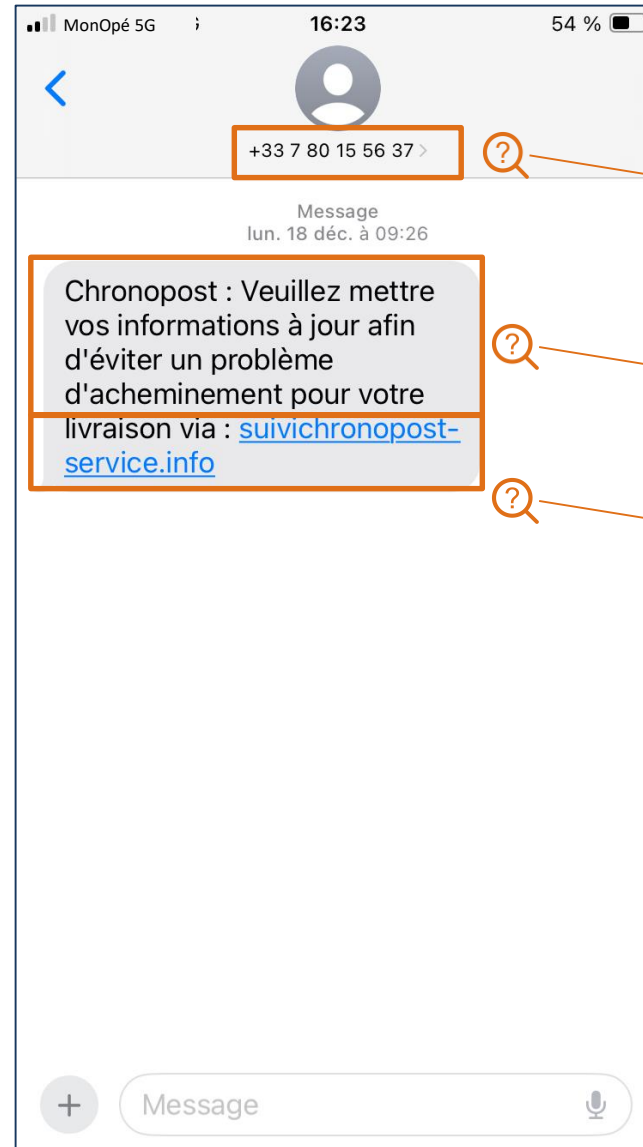 MonOpé 5G 16:23 54 %
+33 7 80 15 56 37
?
Message
lun. 18 déc. à 09:26
Chronopost : Veuillez mettre
vos informations à jour afin
d'éviter un problème
?
d'acheminement pour votre
livraison via : suivichronopost-
service.info
?
+ Message